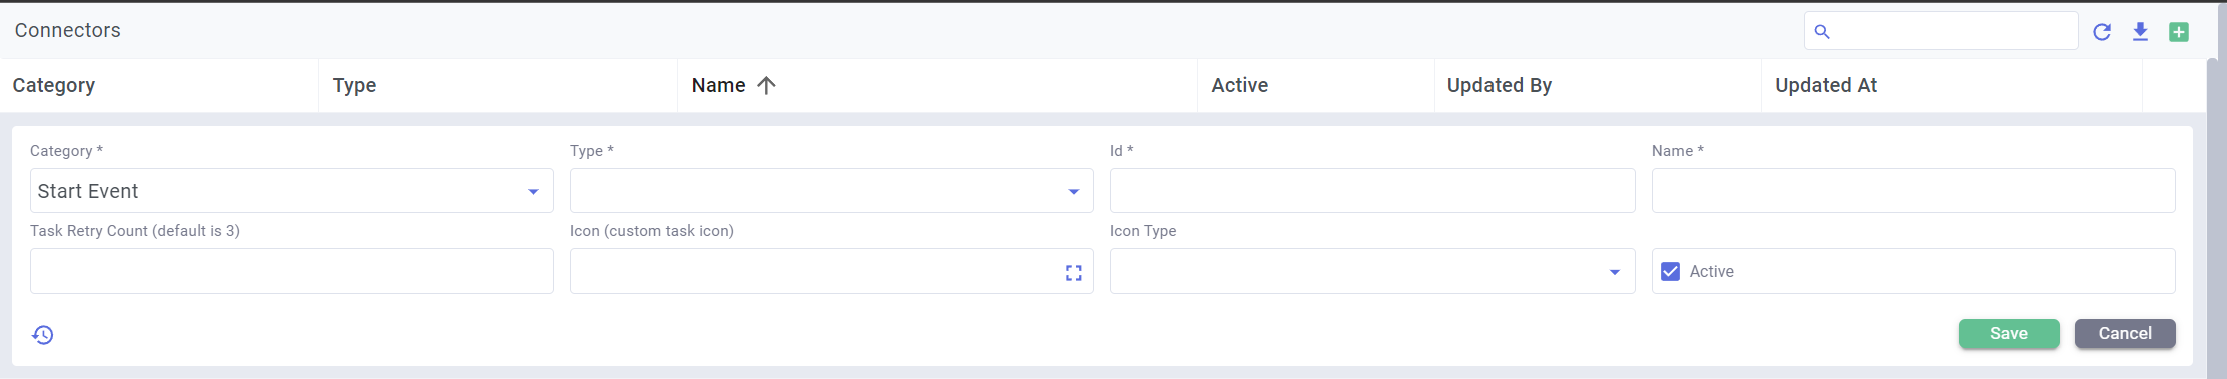 Connectors
Category Type Name Active Updated By Updated At
Category * Type * Id * Name *
Start Event
Task Retry Count (default is 3) Icon (custom task icon) Icon Type
Active
Save Cancel